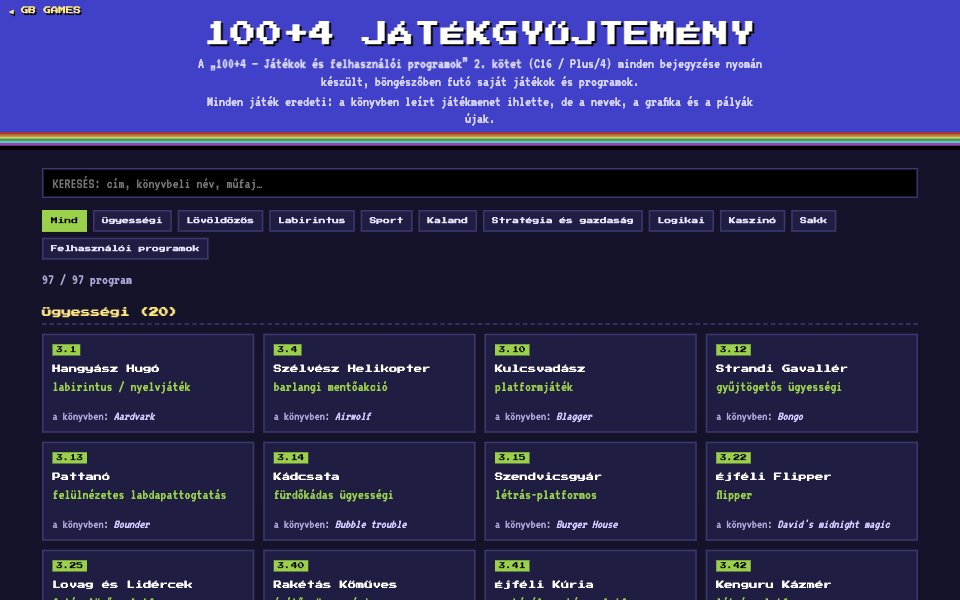 ◄ GB GAMES
100+4 JÁTÉKGYŰJTEMÉNY
A „100+4 – Játékok és felhasználói programok” 2. kötet (C16 / Plus/4) minden bejegyzése nyomán
készült, böngészőben futó saját játékok és programok.
Minden játék eredeti: a könyvben leírt játékmenet ihlette, de a nevek, a grafika és a pályák
újak.
KERESÉS: cím, könyvbeli név, műfaj…
Mind Ügyességi Lövöldözős Labirintus Sport Kaland Stratégia és gazdaság Logikai Kaszinó Sakk
Felhasználói programok
97 / 97 program
Ügyességi (20)
3.1 3.4 3.10 3.12
Hangyász Hugó Szélvész Helikopter Kulcsvadász Strandi Gavallér
labirintus / nyelvjáték barlangi mentőakció platformjáték gyűjtögetős ügyességi
a könyvben: Aardvark a könyvben: Airwolf a könyvben: Blagger a könyvben: Bongo
3.13 3.14 3.15 3.22
Pattanó Kádcsata Szendvicsgyár Éjféli Flipper
felülnézetes labdapattogtatás fürdőkádas ügyességi létrás-platformos flipper
a könyvben: Bounder a könyvben: Bubble trouble a könyvben: Burger House a könyvben: David's midnight magic
3.25 3.40 3.41 3.42
Lovag és Lidércek Rakétás Kőműves Éjféli Kúria Kenguru Kázmér